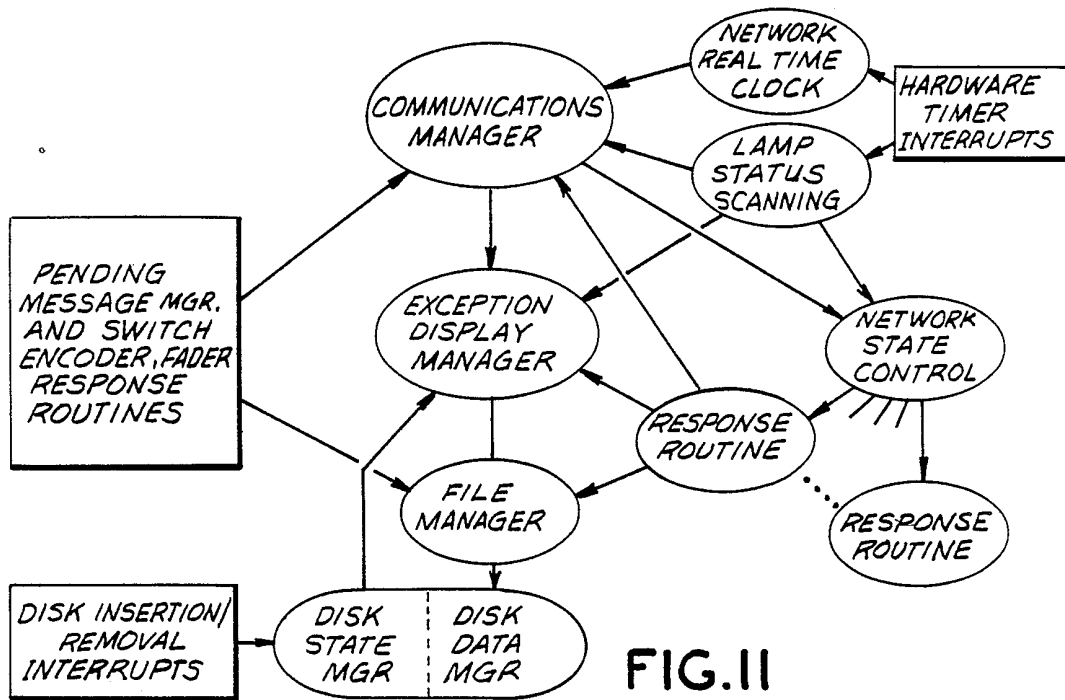 NETWORK
REAL TIME
CLOCK
HARDWARE
TIMER
INTERRUPTS
COMMUNICATIONS
MANAGER
LAMP
STATUS
SCANNING
PENDING
MESSAGE MGR.
AND SWITCH
ENCODER, FADER
RESPONSE
ROUTINES
EXCEPTION
DISPLAY
MANAGER
NETWORK
STATE
CONTROL
RESPONSE
ROUTINE
FILE
MANAGER
RESPONSE
ROUTINE
DISK INSERTION/
REMOVAL
INTERRUPTS
DISK
STATE
MGR
DISK
DATA
MGR
FIG.11